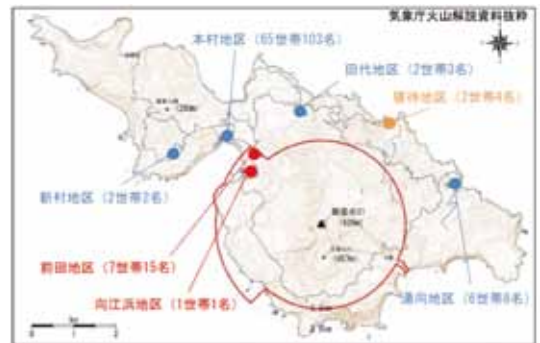 気象庁火山解説資料抜粋
本村地区（65世帯103名）
田代地区（2世帯3名）
寝待地区（2世帯4名）
新村地区（2世帯2名）
前田地区（7世帯15名）
向江浜地区（1世帯1名）
湯向地区（6世帯8名）
km
0 1 2